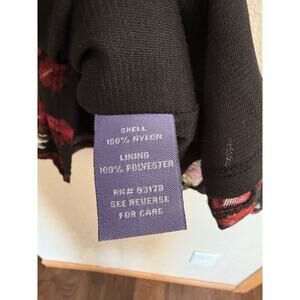 SHELL
100% NYLON
LINING
100% POLYESTER
RN# 93178
SEE REVERSE
FOR CARE